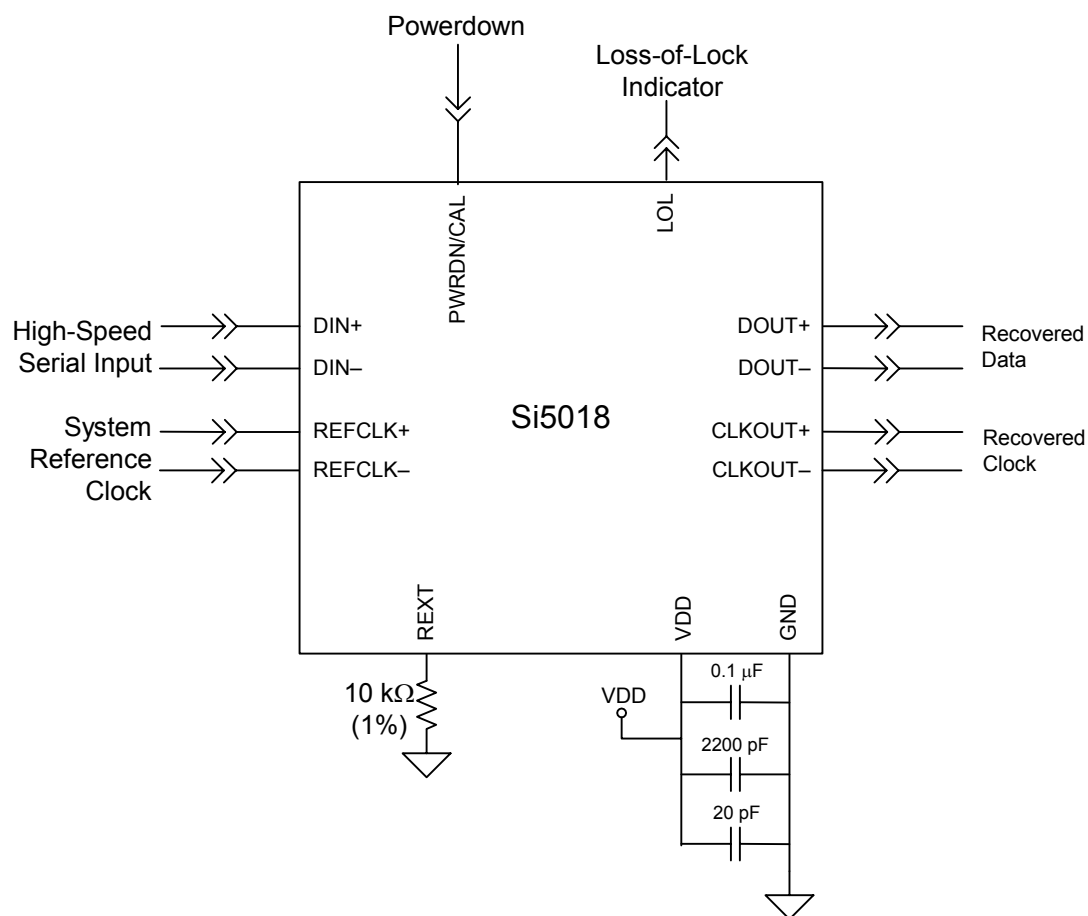 Powerdown
Loss-of-Lock
Indicator
PWRDN/CAL
LOL
High-Speed
Serial Input
DIN+
DIN–
System
Reference
Clock
REFCLK+
REFCLK–
Si5018
DOUT+
DOUT–
Recovered
Data
CLKOUT+
CLKOUT–
Recovered
Clock
REXT
VDD
GND
10 kΩ
(1%)
VDD
0.1 μF
2200 pF
20 pF